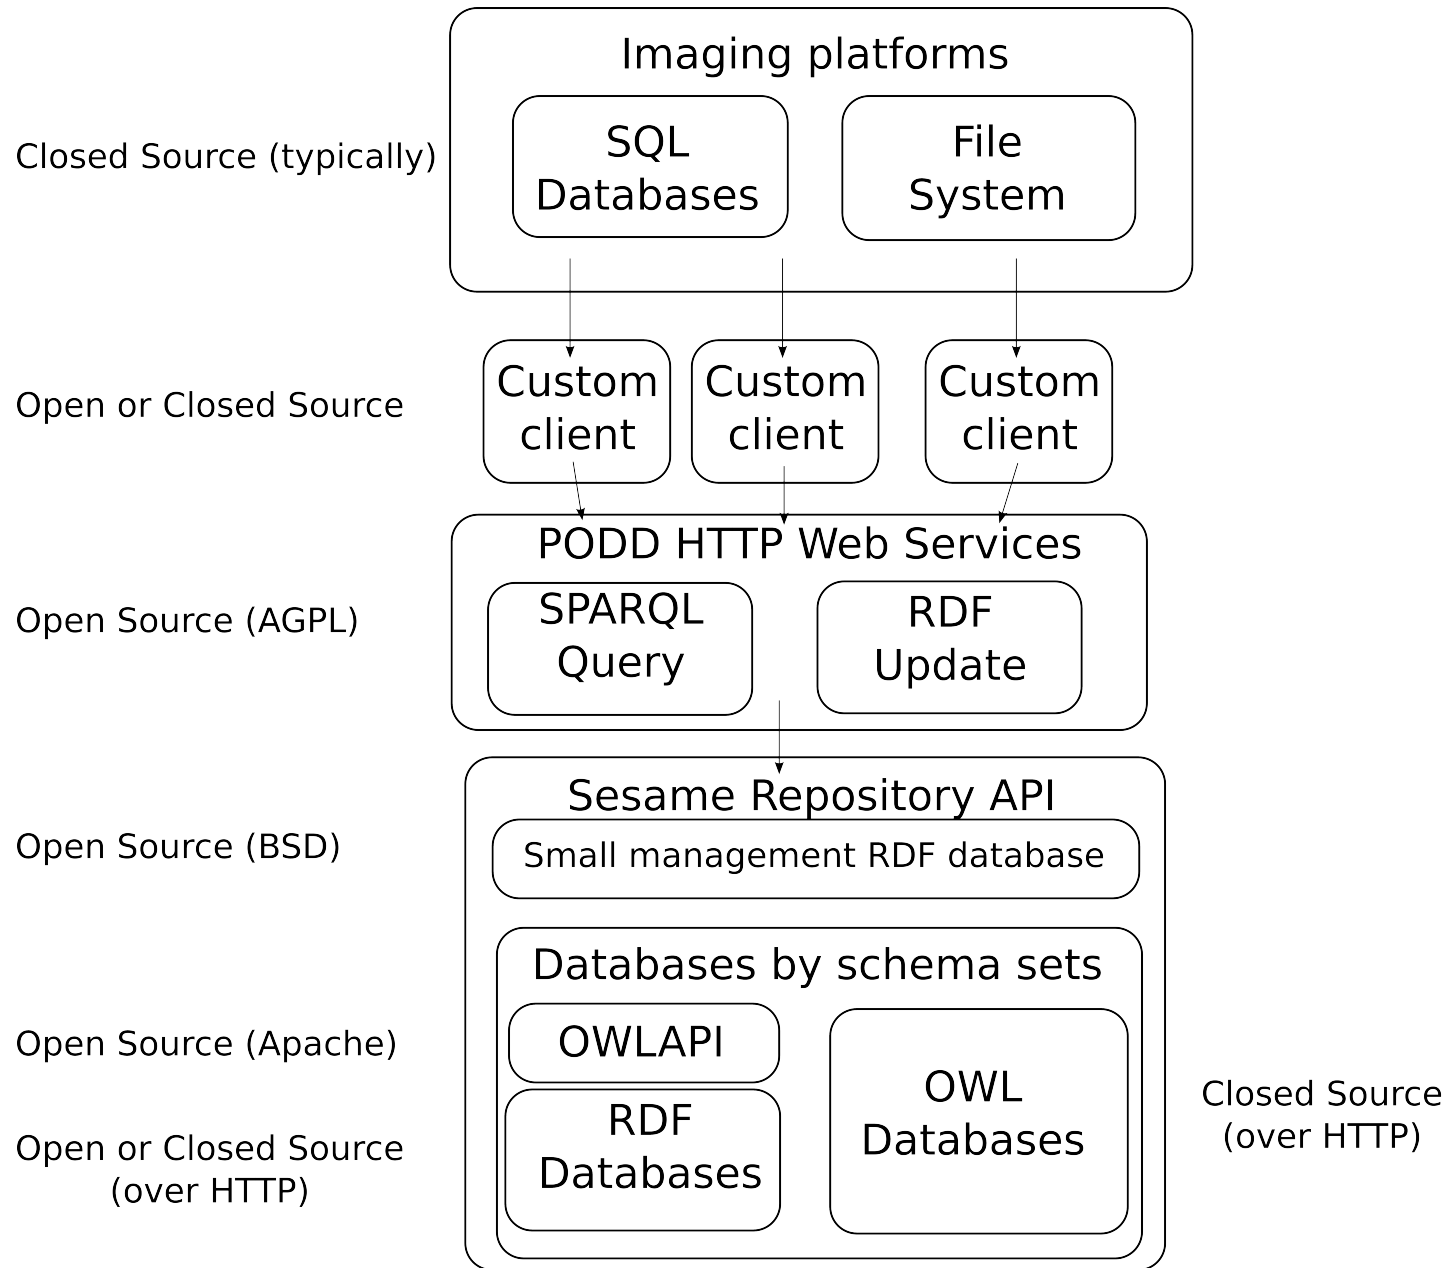 Imaging platforms
Closed Source (typically)
SQL
Databases
File
System
Open or Closed Source
Custom
client
Custom
client
Custom
client
PODD HTTP Web Services
Open Source (AGPL)
SPARQL
Query
RDF
Update
Sesame Repository API
Open Source (BSD)
Small management RDF database
Databases by schema sets
Open Source (Apache)
OWLAPI
Open or Closed Source
(over HTTP)
RDF
Databases
OWL
Databases
Closed Source
(over HTTP)